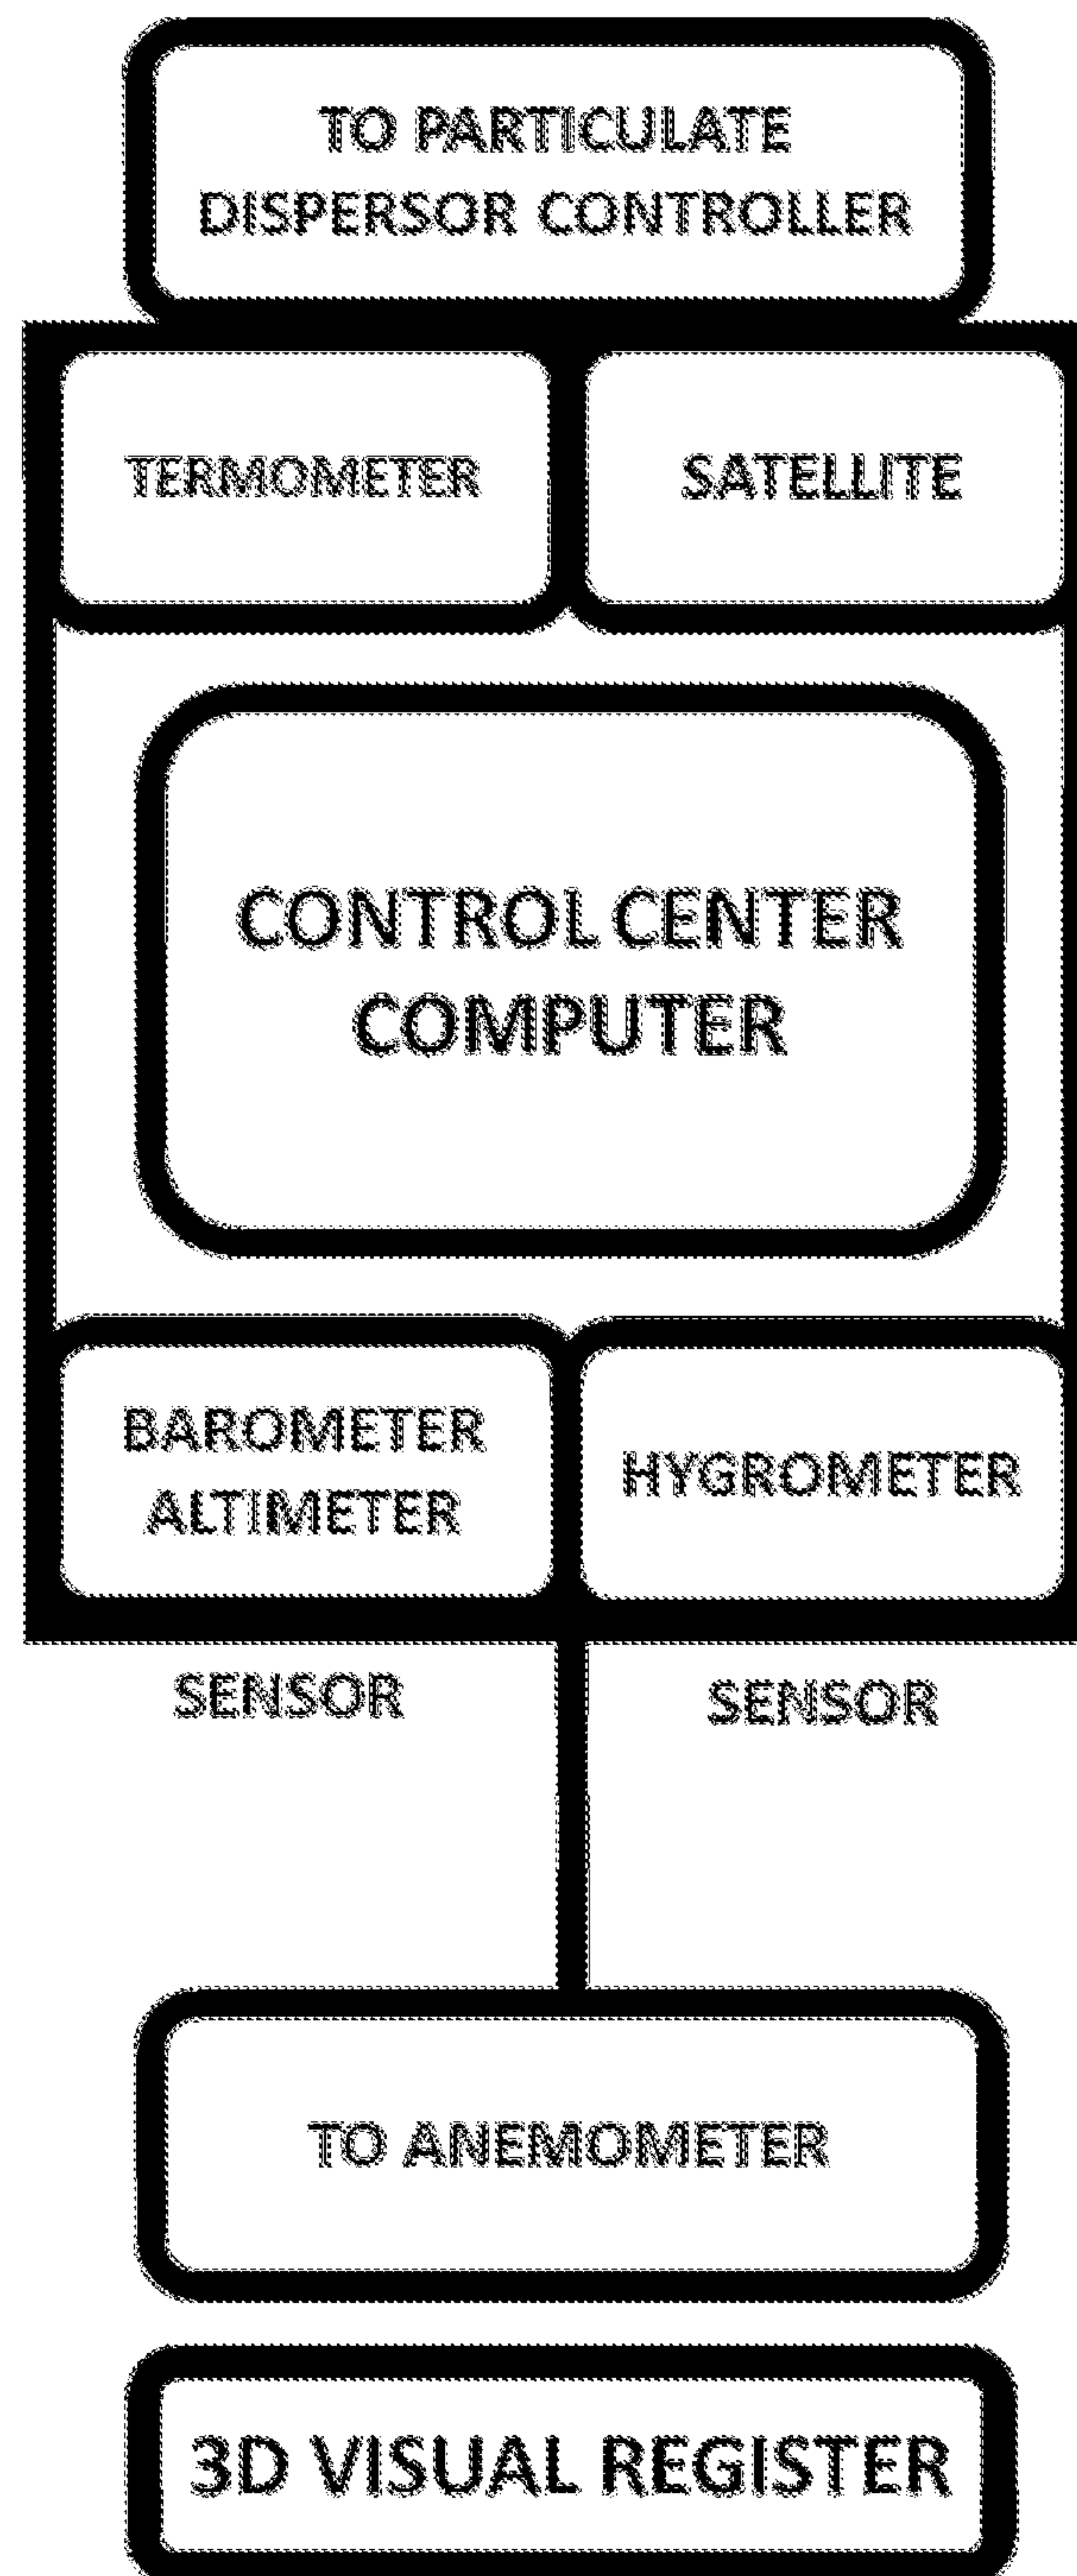 TO PARTICULATE
DISPERSOR CONTROLLER
TERMOMETER
SATELLITE
CONTROL CENTER
COMPUTER
BAROMETER
ALTIMETER
HYGROMETER
SENSOR
SENSOR
TO ANEMOMETER
3D VISUAL REGISTER